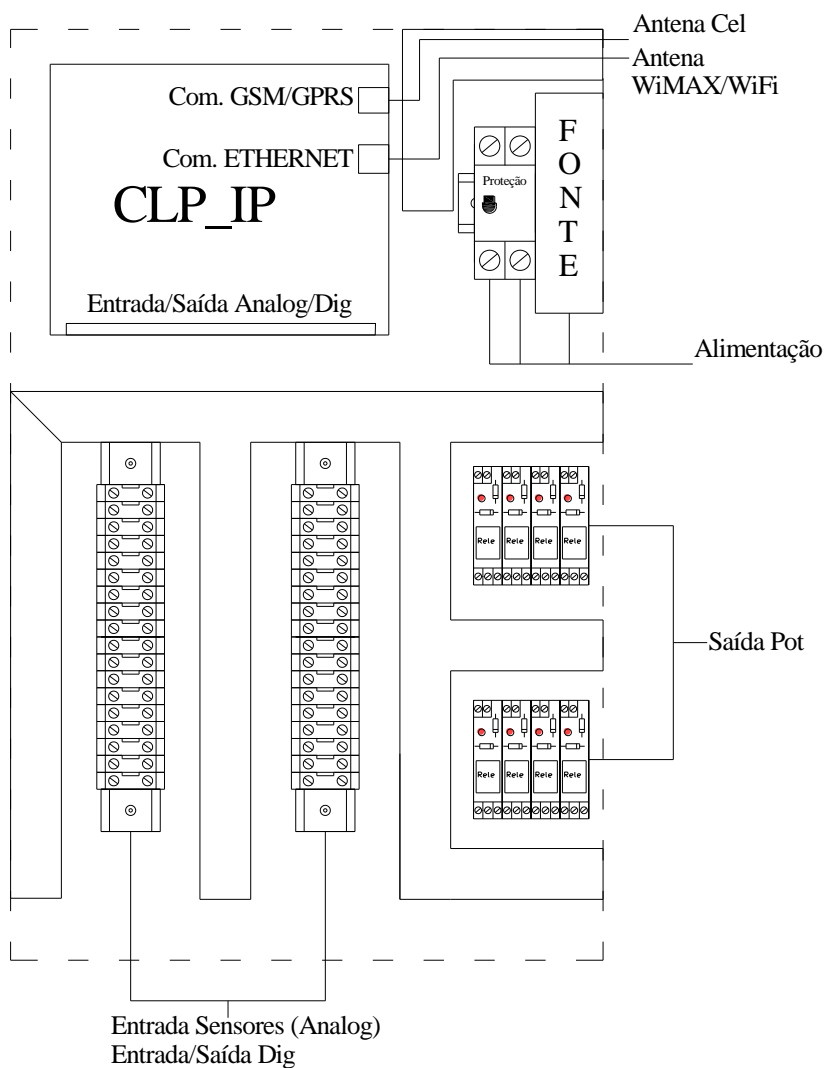 Antena Cel
Antena
WiMAX/WiFi
Com. GSM/GPRS
Com. ETHERNET
CLP_IP
Entrada/Saída Analog/Dig
Proteção
FONTE
Alimentação
Rele Rele Rele Rele
Saída Pot
Rele Rele Rele Rele
Entrada Sensores (Analog)
Entrada/Saída Dig